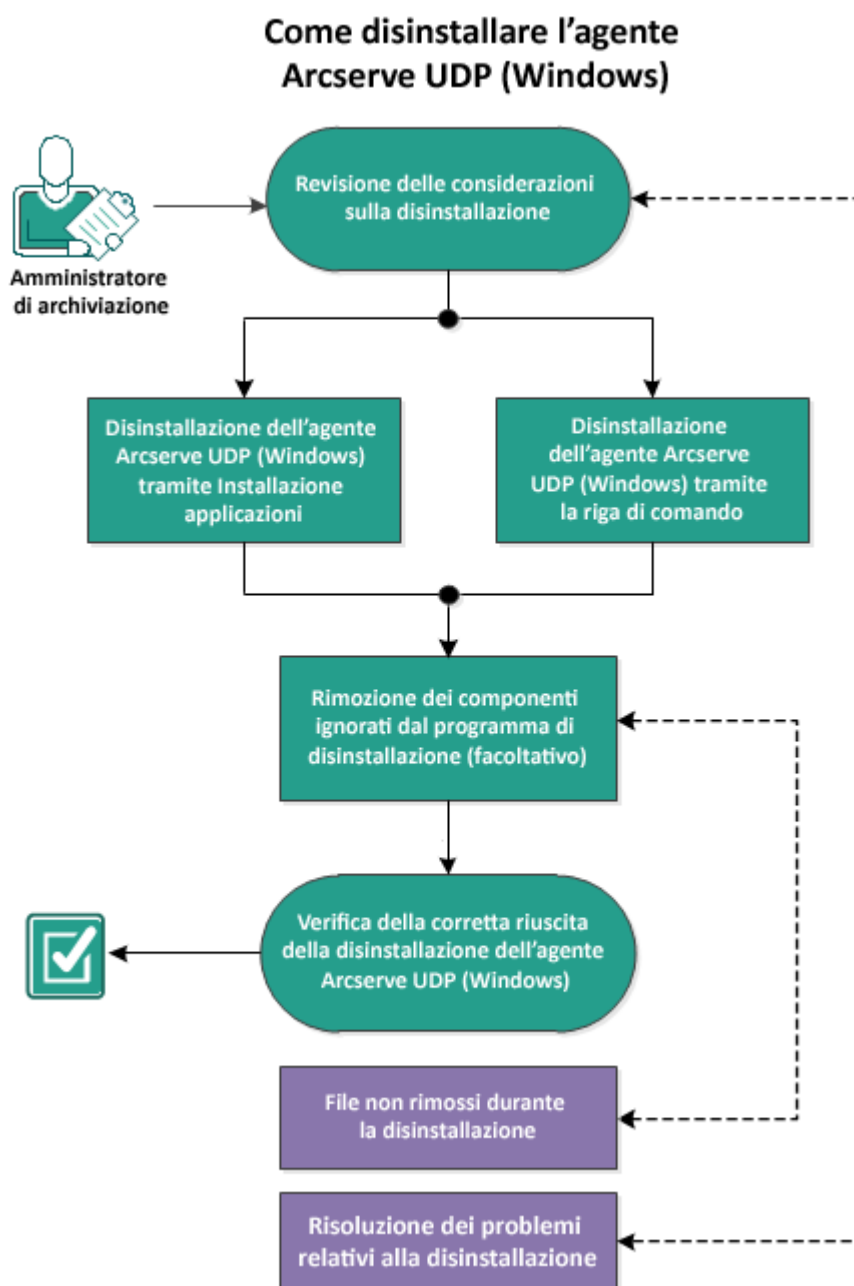 Come disinstallare l'agente
Arcserve UDP (Windows)
Revisione delle considerazioni
sulla disinstallazione
Amministratore
di archiviazione
Disinstallazione dell'agente
Arcserve UDP (Windows)
tramite Installazione
applicazioni
Disinstallazione
dell'agente Arcserve
UDP (Windows) tramite
la riga di comando
Rimozione dei componenti
ignorati dal programma di
disinstallazione (facoltativo)
Verifica della corretta riuscita
della disinstallazione dell'agente
Arcserve UDP (Windows)
File non rimossi durante
la disinstallazione
Risoluzione dei problemi
relativi alla disinstallazione